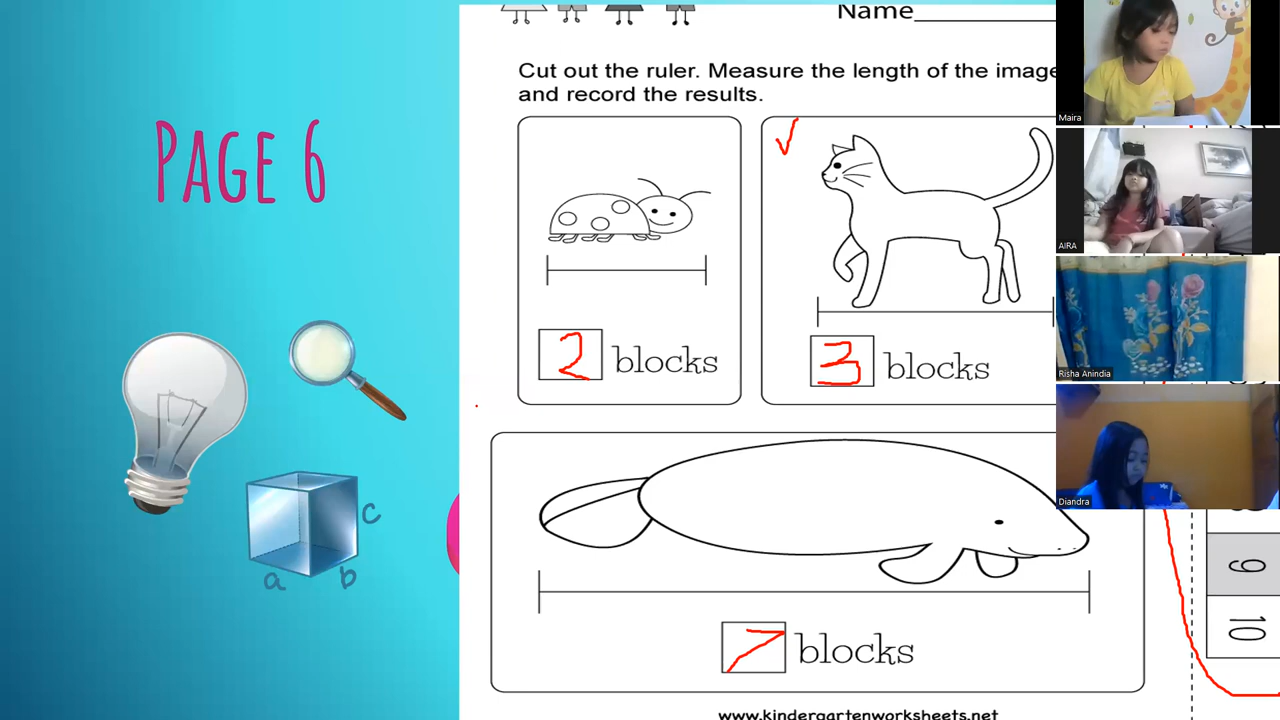 PAGE 6
a
b
c
Name
Cut out the ruler. Measure the length of the image
and record the results.
2 blocks
3 blocks
7 blocks
www.kindergartenworksheets.net
9
10
Maira
AIRA
Risha Anindia
Diandra